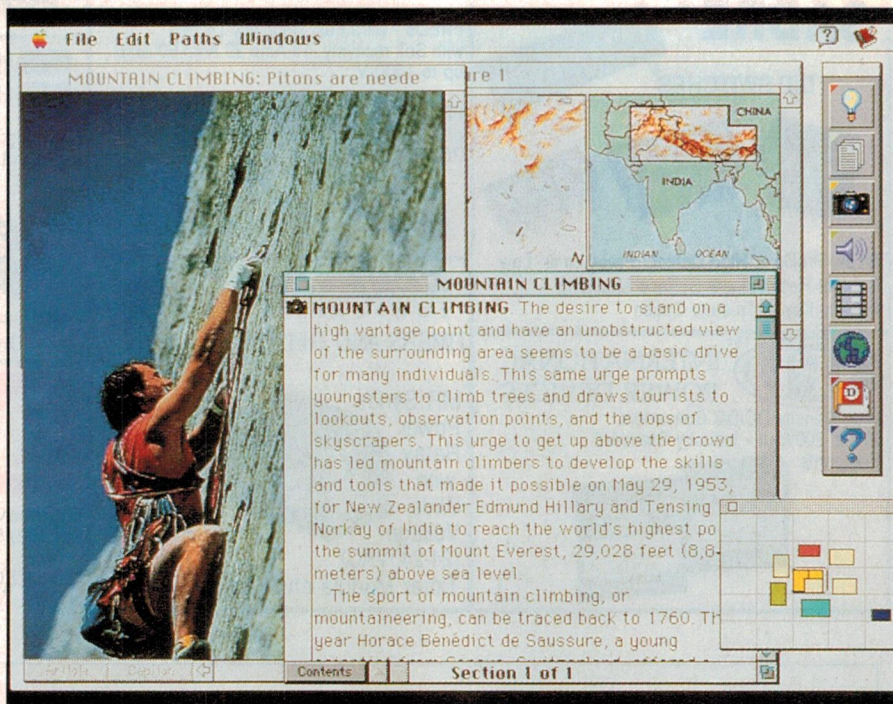 File Edit Paths Windows
MOUNTAIN CLIMBING: Pitons are neede
ure 1
CHINA
INDIA
INDIAN OCEAN
MOUNTAIN CLIMBING
MOUNTAIN CLIMBING The desire to stand on a
high vantage point and have an unobstructed view
of the surrounding area seems to be a basic drive
for many individuals. This same urge prompts
youngsters to climb trees and draws tourists to
lookouts, observation points, and the tops of
skyscrapers. This urge to get up above the crowd
has led mountain climbers to develop the skills
and tools that made it possible on May 29, 1953,
for New Zealander Edmund Hillary and Tensing
Norkay of India to reach the world's highest po
the summit of Mount Everest, 29,028 feet (8,8
meters) above sea level.
The sport of mountain climbing, or
mountaineering, can be traced back to 1760. Th
year Horace Bénédict de Saussure, a young
Contents
Section 1 of 1